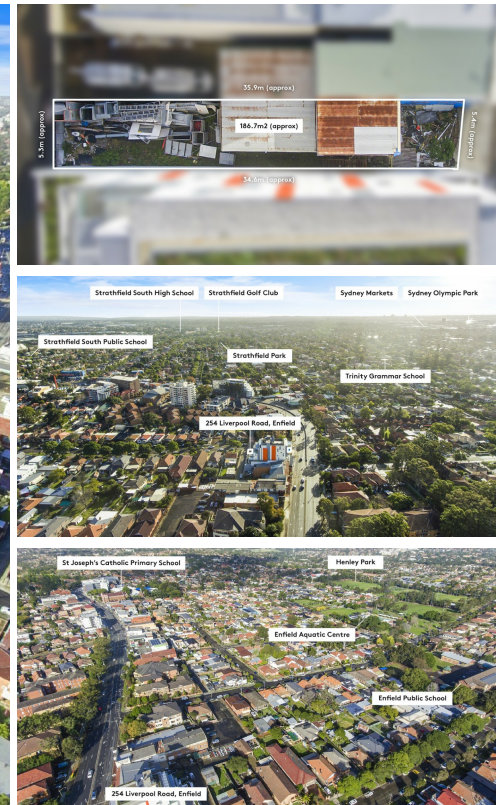 35.9m (approx)
5.5m (approx)
186.7m2 (approx)
5.4m (approx)
34.6m (approx)
Strathfield South High School
Strathfield Golf Club
Sydney Markets
Sydney Olympic Park
Strathfield South Public School
Strathfield Park
Trinity Grammar School
254 Liverpool Road, Enfield
St Joseph's Catholic Primary School
Henley Park
Enfield Aquatic Centre
Enfield Public School
254 Liverpool Road, Enfield